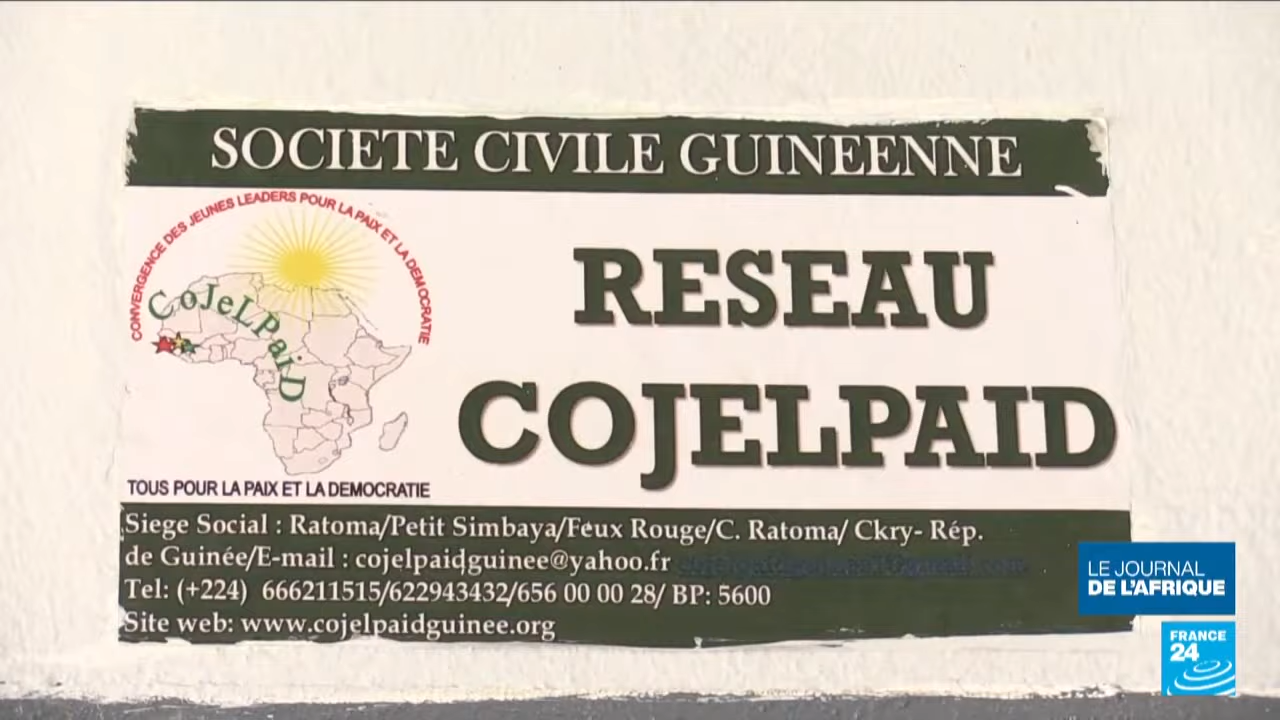 SOCIETE CIVILE GUINEENNE
CONVERGENCE DES JEUNES LEADERS POUR LA PAIX ET LA DEMOCRATIE
CoJeLPaiD
RESEAU
COJELPAID
TOUS POUR LA PAIX ET LA DEMOCRATIE
Siege Social : Ratoma/Petit Simbaya/Feux Rouge/C. Ratoma/ Ckry- Rép.
de Guinée/E-mail : cojelpaidguinee@yahoo.fr
Tel: (+224) 666211515/622943432/656 00 00 28/ BP: 5600
Site web: www.cojelpaidguinee.org
LE JOURNAL
DE L'AFRIQUE
FRANCE
24